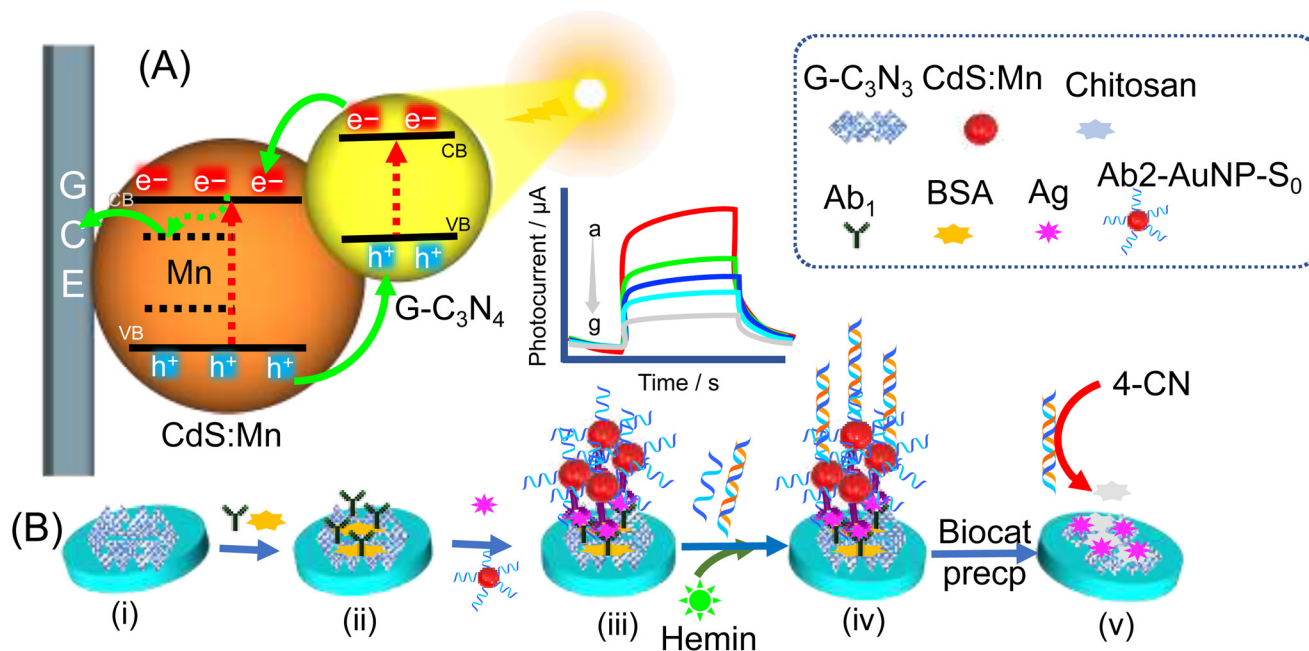 (A)
G
C
E
e− e− e−
CB
Mn
VB
h⁺ h⁺ h⁺
CdS:Mn
e− e−
CB
VB
h⁺ h⁺
G-C₃N₄
Photocurrent / µA
a
g
Time / s
G-C₃N₃ CdS:Mn Chitosan
Ab₁ BSA Ag Ab2-AuNP-S₀
(B)
(i)
(ii)
(iii)
Hemin
(iv)
Biocat
precp
4-CN
(v)